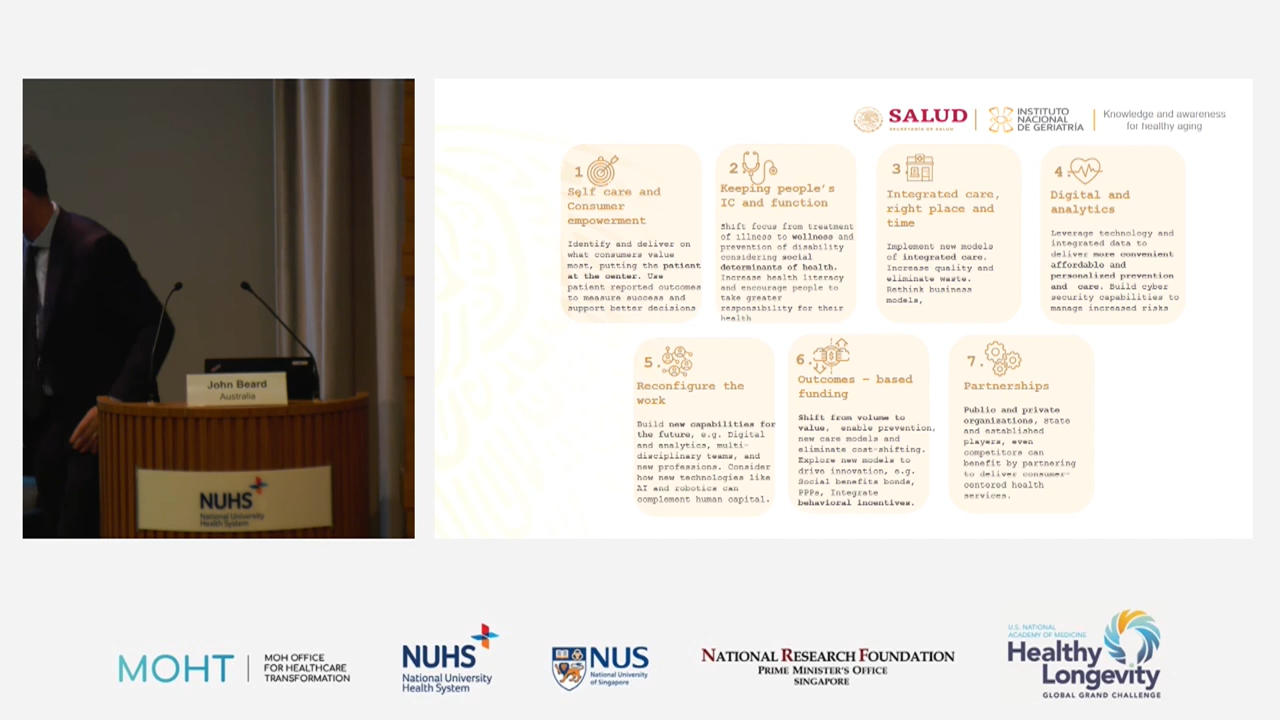 John Beard
Australia
NUHS
National University
Health System
SALUD
SECRETARÍA DE SALUD
INSTITUTO
NACIONAL
DE GERIATRÍA
Knowledge and awareness
for healthy aging
1
Self care and
Consumer
empowerment
Identify and deliver on
what consumers value
most, putting the patient
at the center. Use
patient reported outcomes
to measure success and
support better decisions
2
Keeping people's
IC and function
Shift focus from treatment
of illness to wellness and
prevention of disability
considering social
determinants of health.
Increase health literacy
and encourage people to
take greater
responsibility for their
health
3.
Integrated care,
right place and
time
Implement new models
of integrated care.
Increase quality and
eliminate waste.
Rethink business
models,
4.
Digital and
analytics
Leverage technology and
integrated data to
deliver more convenient
affordable and
personalized prevention
and care. Build cyber
security capabilities to
manage increased risks
5.
Reconfigure the
work
Build new capabilities for
the future, e.g. Digital
and analytics, multi-
disciplinary teams, and
new professions. Consider
how new technologies like
AI and robotics can
complement human capital.
6.
Outcomes – based
funding
Shift from volume to
value, enable prevention,
new care models and
eliminate cost-shifting.
Explore new models to
drive innovation, e.g.
Social benefits bonds,
PPPs, Integrate
behavioral incentives.
7.
Partnerships
Public and private
organizations, State
and established
players, even
competitors can
benefit by partnering
to deliver consumer-
centered health
services.
MOHT
MOH OFFICE
FOR HEALTHCARE
TRANSFORMATION
NUHS
National University
Health System
NUS
National University
of Singapore
NATIONAL RESEARCH FOUNDATION
PRIME MINISTER'S OFFICE
SINGAPORE
U.S. NATIONAL
ACADEMY OF MEDICINE
Healthy
Longevity
GLOBAL GRAND CHALLENGE